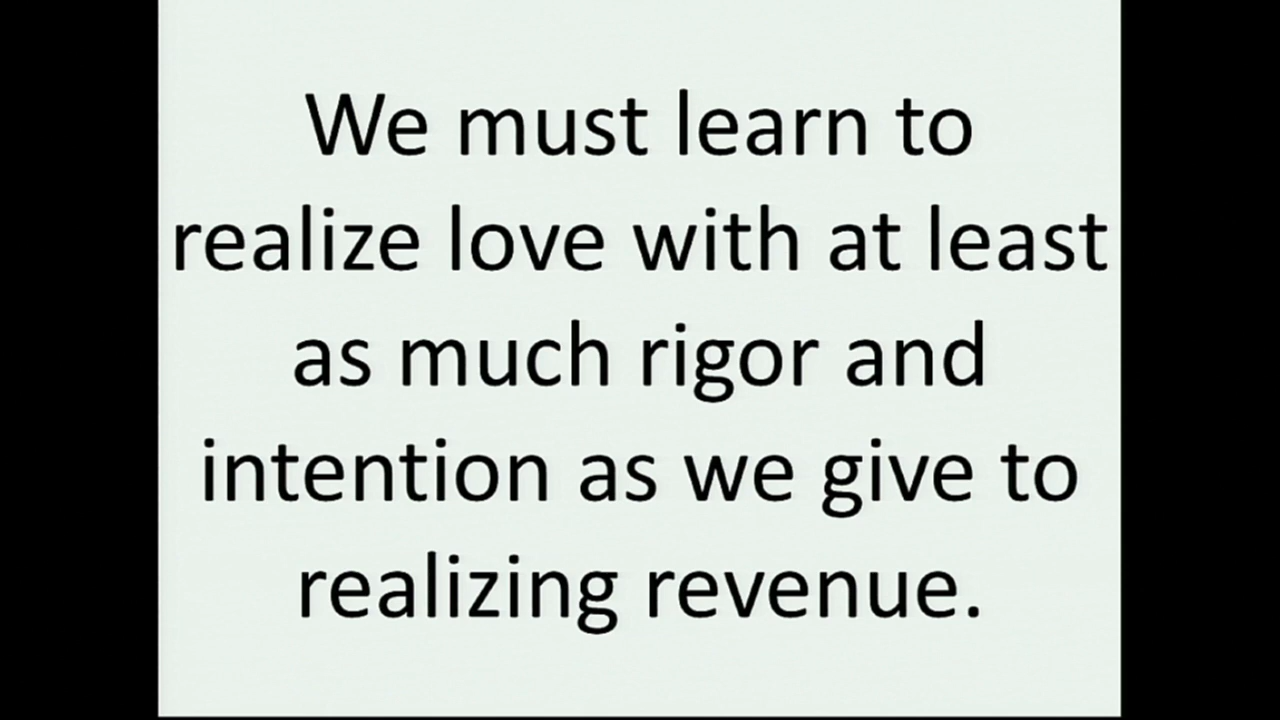 We must learn to
realize love with at least
as much rigor and
intention as we give to
realizing revenue.